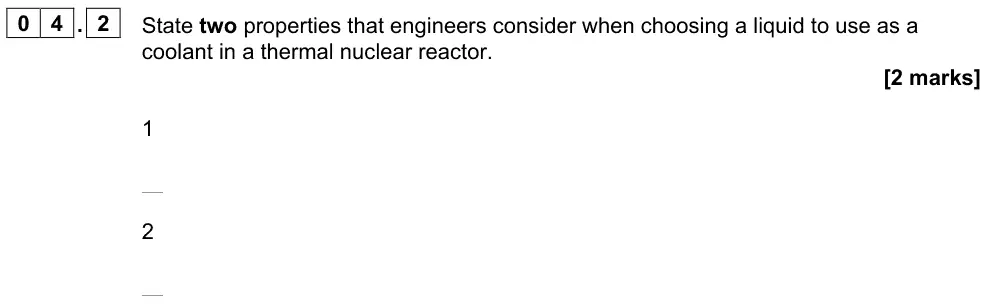 0 4 . 2 State two properties that engineers consider when choosing a liquid to use as a
coolant in a thermal nuclear reactor.
[2 marks]
1
2